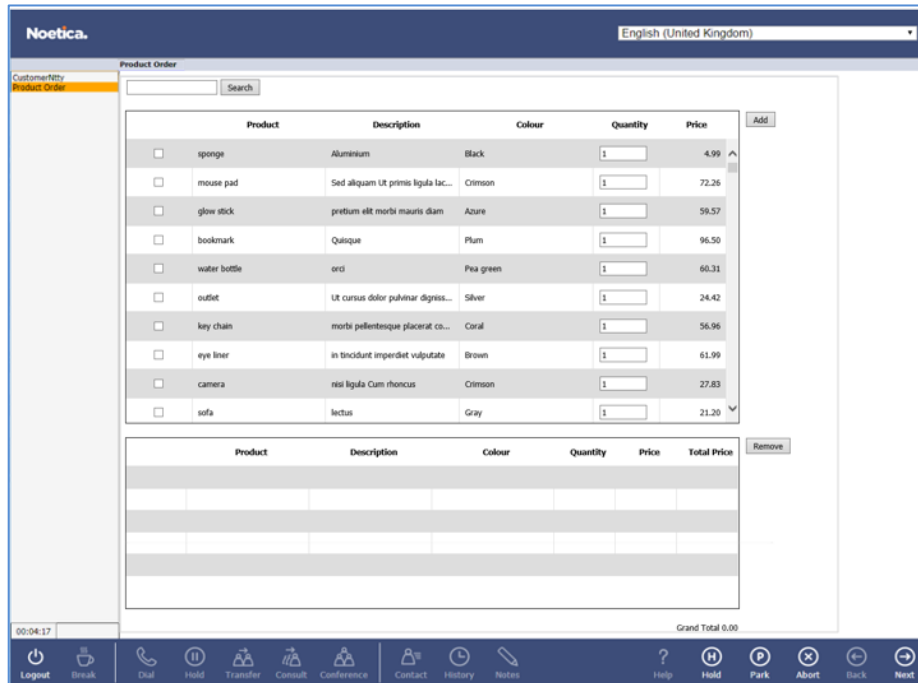 Noetica.
English (United Kingdom)
Product Order
CustomerNtty
Product Order
Search
Product Description Colour Quantity Price
Add
sponge Aluminium Black 1 4.99
mouse pad Sed aliquam Ut primis ligula lac... Crimson 1 72.26
glow stick pretium elit morbi mauris diam Azure 1 59.57
bookmark Quisque Plum 1 96.50
water bottle orci Pea green 1 60.31
outlet Ut cursus dolor pulvinar digniss... Silver 1 24.42
key chain morbi pellentesque placerat co... Coral 1 56.96
eye liner in tincidunt imperdiet vulputate Brown 1 61.99
camera nisi ligula Cum rhoncus Crimson 1 27.83
sofa lectus Gray 1 21.20
Product Description Colour Quantity Price Total Price
Remove
Grand Total 0.00
00:04:17
H P
Logout Break Dial Hold Transfer Consult Conference Contact History Notes Help Hold Park Abort Back Next